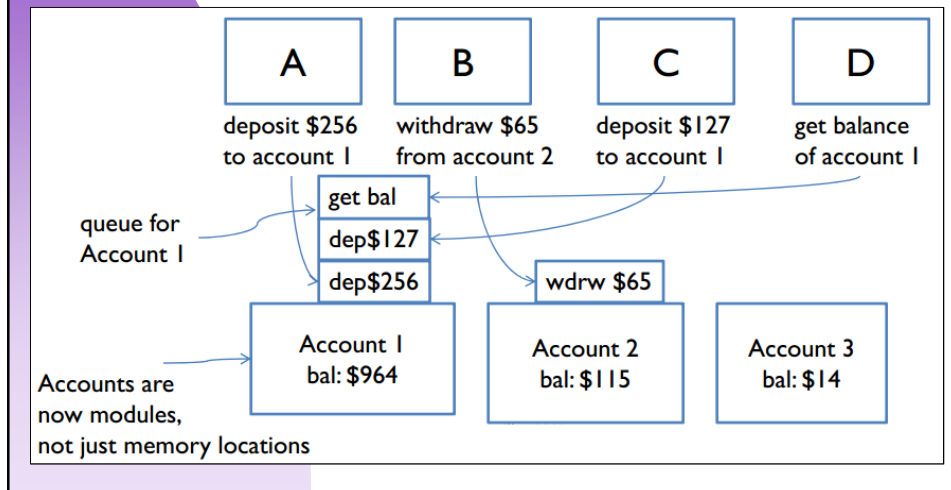 A
B
C
D
deposit $256
to account 1
withdraw $65
from account 2
deposit $127
to account 1
get balance
of account 1
queue for
Account 1
get bal
dep$127
dep$256
wdrw $65
Account 1
bal: $964
Account 2
bal: $115
Account 3
bal: $14
Accounts are
now modules,
not just memory locations